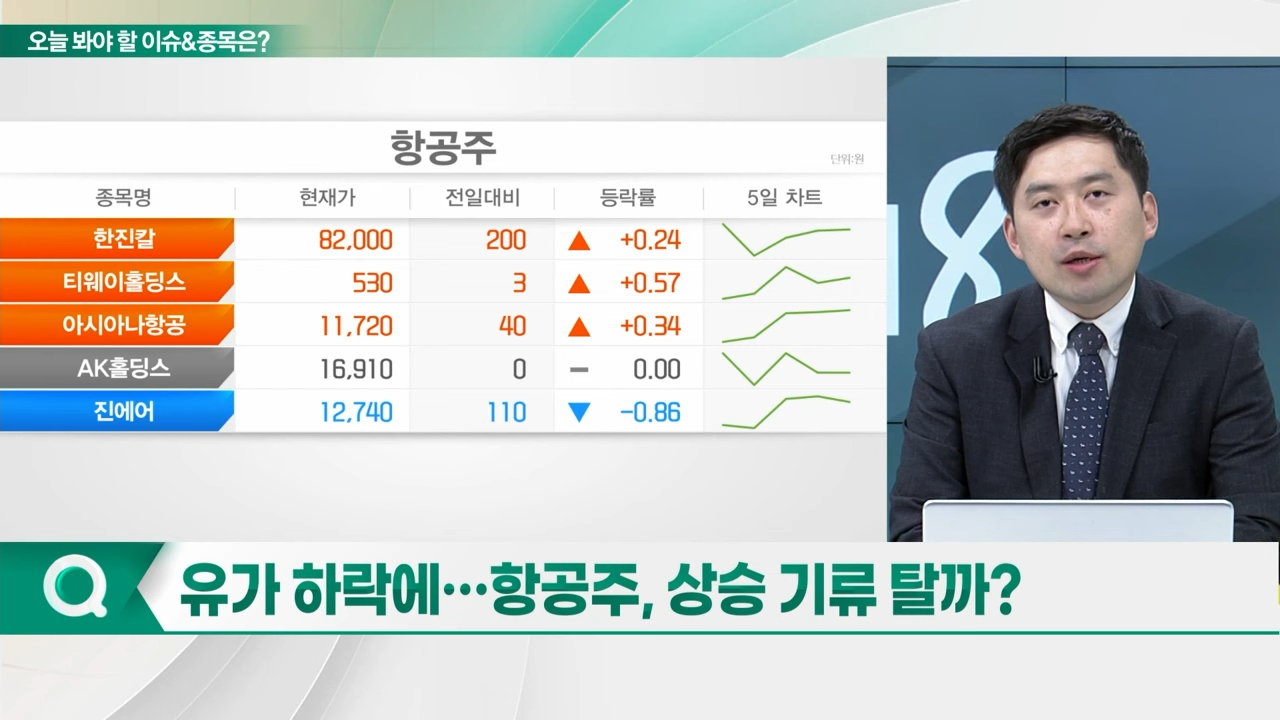 오늘 봐야 할 이슈&종목은?
항공주
단위:원
종목명 현재가 전일대비 등락률 5일 차트
한진칼 82,000 200 ▲ +0.24
티웨이홀딩스 530 3 ▲ +0.57
아시아나항공 11,720 40 ▲ +0.34
AK홀딩스 16,910 0 – 0.00
진에어 12,740 110 ▼ -0.86
8
Q 유가 하락에…항공주, 상승 기류 탈까?